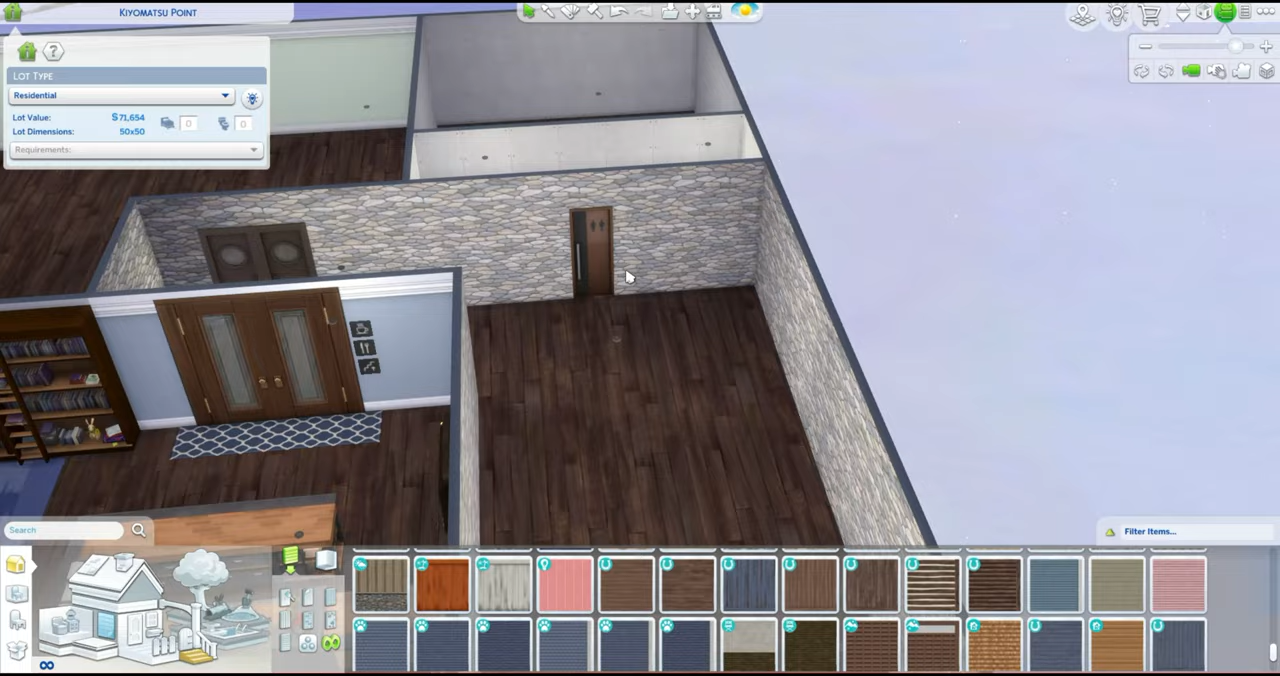 Kiyomatsu Point
Lot Type
Residential
Lot Value: §71,654
0
0
Lot Dimensions: 50x50
Requirements:
Search
Filter Items...